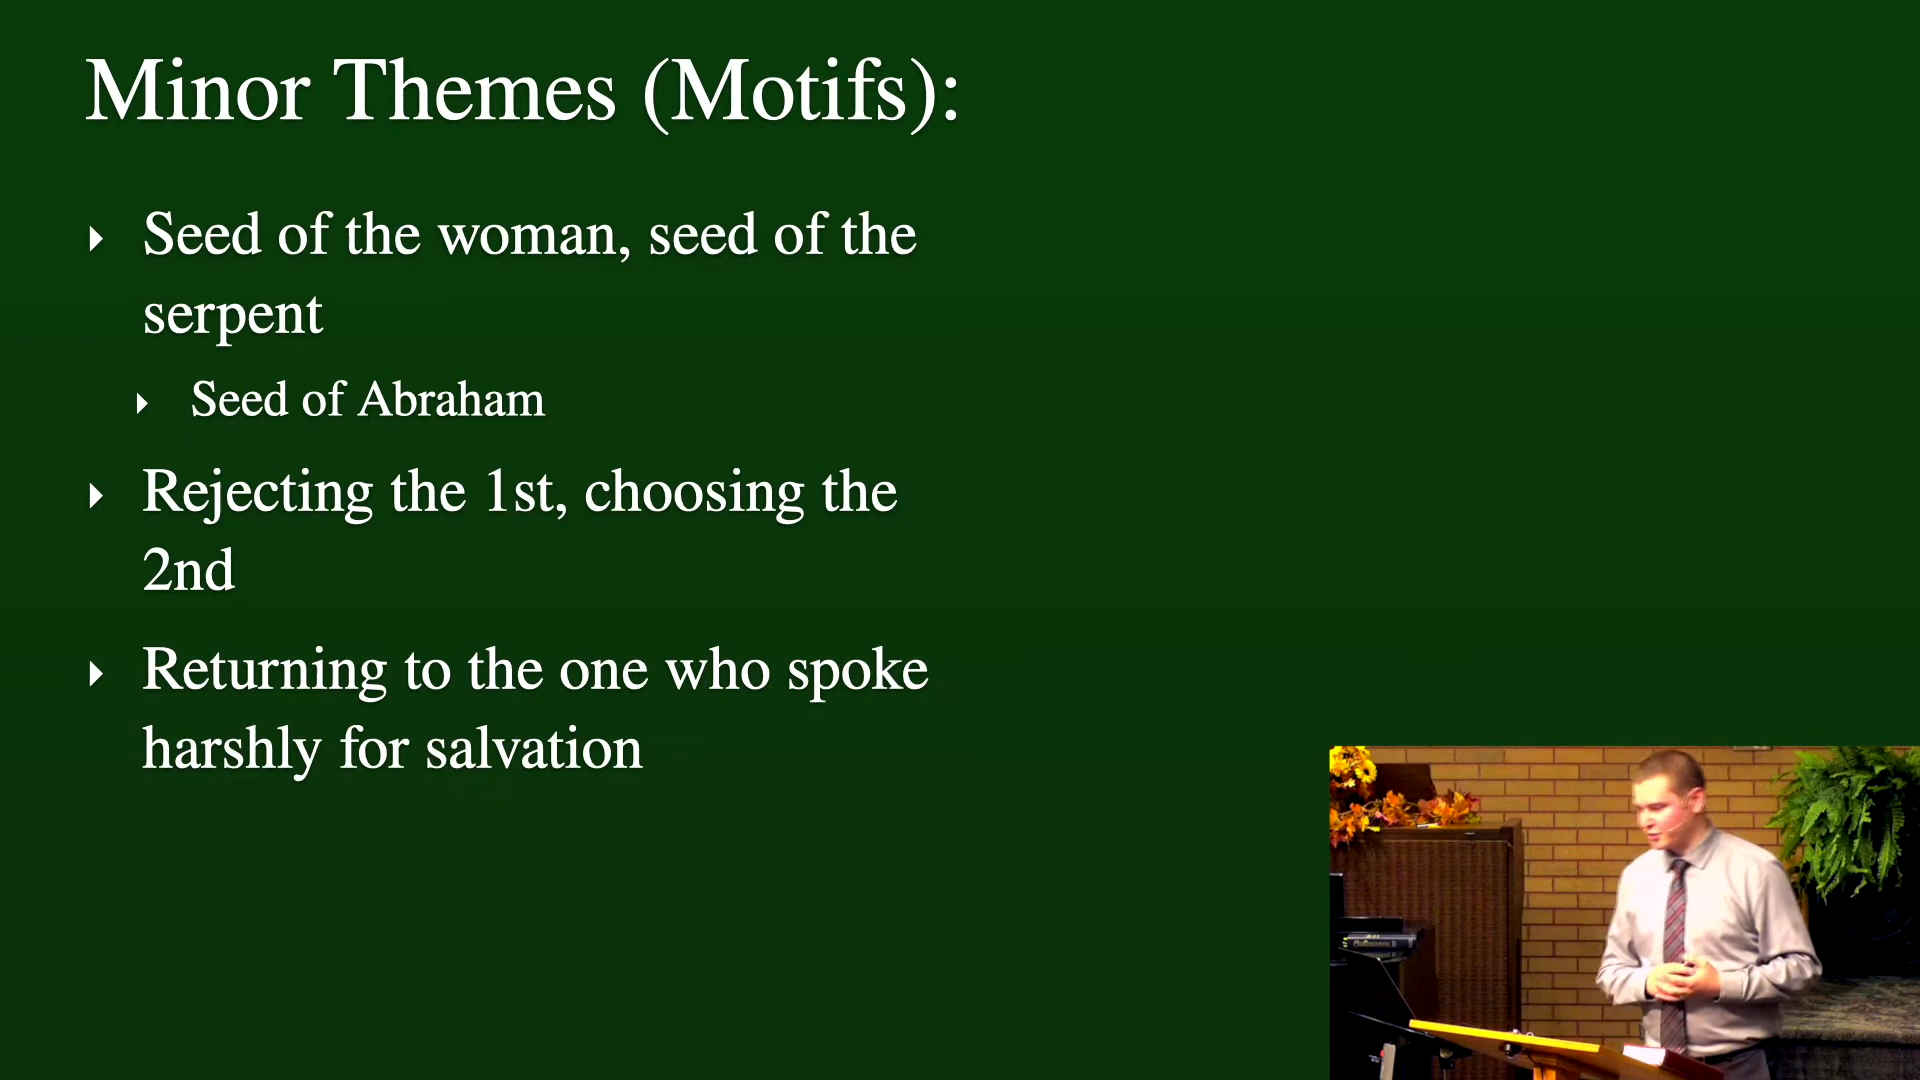 Minor Themes (Motifs):
Seed of the woman, seed of the
serpent
Seed of Abraham
Rejecting the 1st, choosing the
2nd
Returning to the one who spoke
harshly for salvation